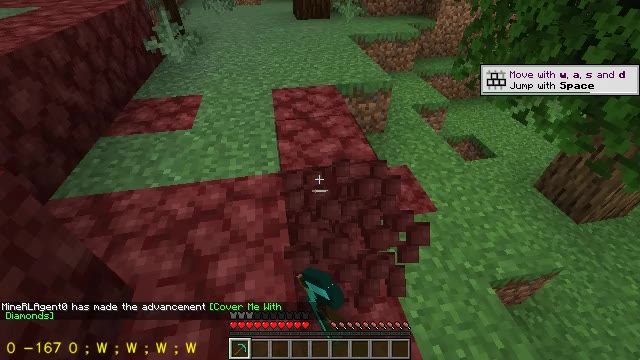 Move with w, a, s and d
Jump with Space
MineRLAgent0 has made the advancement [Cover Me With
Diamonds]
0 -167 0 ; W ; W ; W ; W